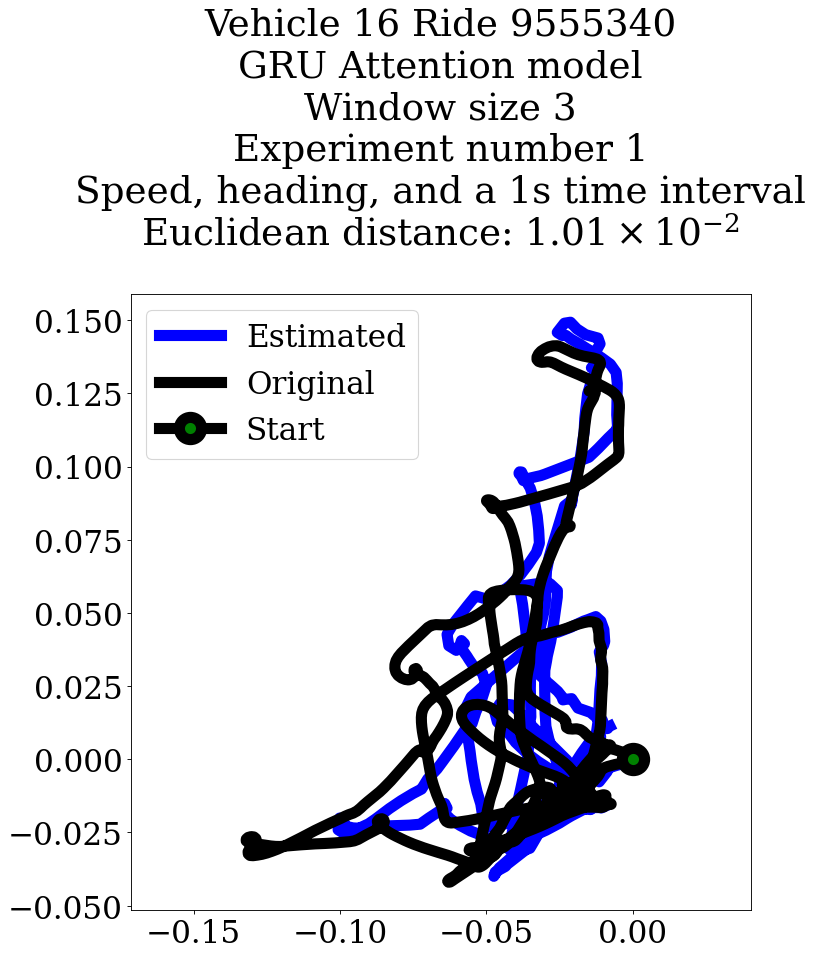 Vehicle 16 Ride 9555340
GRU Attention model
Window size 3
Experiment number 1
Speed, heading, and a 1s time interval
Euclidean distance: 1.01 × 10⁻²
Estimated
Original
Start
0.150
0.125
0.100
0.075
0.050
0.025
0.000
−0.025
−0.050
−0.15 −0.10 −0.05 0.00